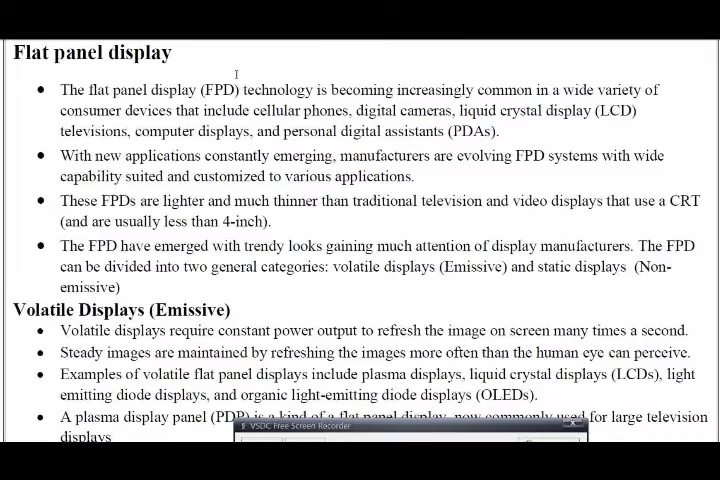 Flat panel display
• The flat panel display (FPD) technology is becoming increasingly common in a wide variety of
consumer devices that include cellular phones, digital cameras, liquid crystal display (LCD)
televisions, computer displays, and personal digital assistants (PDAs).
• With new applications constantly emerging, manufacturers are evolving FPD systems with wide
capability suited and customized to various applications.
• These FPDs are lighter and much thinner than traditional television and video displays that use a CRT
(and are usually less than 4-inch).
• The FPD have emerged with trendy looks gaining much attention of display manufacturers. The FPD
can be divided into two general categories: volatile displays (Emissive) and static displays (Non-
emissive)
Volatile Displays (Emissive)
• Volatile displays require constant power output to refresh the image on screen many times a second.
• Steady images are maintained by refreshing the images more often than the human eye can perceive.
• Examples of volatile flat panel displays include plasma displays, liquid crystal displays (LCDs), light
emitting diode displays, and organic light-emitting diode displays (OLEDs).
• A plasma display panel (PDP) is a kind of a flat panel display, now commonly used for large television
displays
VSDC Free Screen Recorder